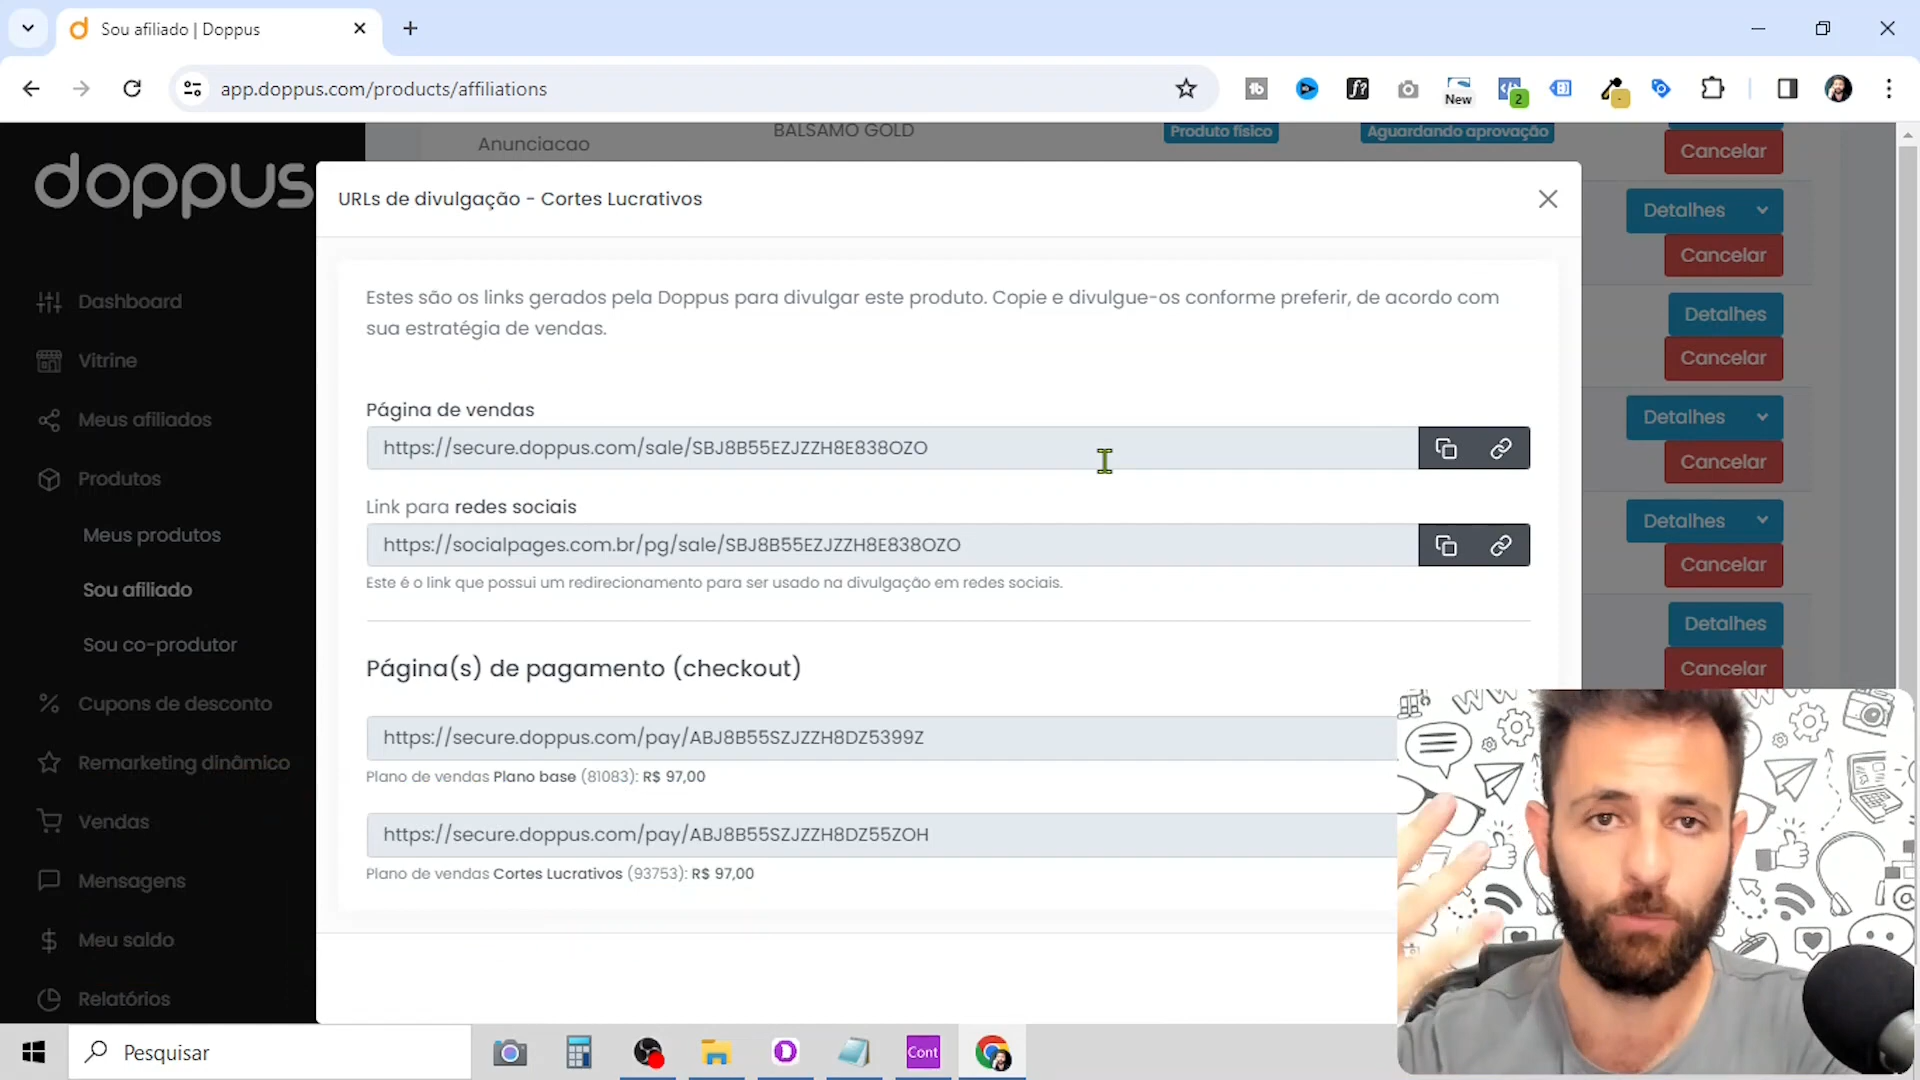 Sou afiliado | Doppus
app.doppus.com/products/affiliations
New
2
doppus
Anunciacao
BALSAMO GOLD
Produto físico
Aguardando aprovação
Cancelar
URLs de divulgação - Cortes Lucrativos
Detalhes
Cancelar
Dashboard
Estes são os links gerados pela Doppus para divulgar este produto. Copie e divulgue-os conforme preferir, de acordo com
sua estratégia de vendas.
Detalhes
Cancelar
Vitrine
Meus afiliados
Página de vendas
https://secure.doppus.com/sale/SBJ8B55EZJZZH8E838OZO
Detalhes
Cancelar
Produtos
Link para redes sociais
https://socialpages.com.br/pg/sale/SBJ8B55EZJZZH8E838OZO
Este é o link que possui um redirecionamento para ser usado na divulgação em redes sociais.
Detalhes
Cancelar
Meus produtos
Sou afiliado
Sou co-produtor
Página(s) de pagamento (checkout)
Detalhes
Cancelar
Cupons de desconto
https://secure.doppus.com/pay/ABJ8B55SZJZZH8DZ5399Z
Plano de vendas Plano base (81083): R$ 97,00
Remarketing dinâmico
Vendas
https://secure.doppus.com/pay/ABJ8B55SZJZZH8DZ55ZOH
Plano de vendas Cortes Lucrativos (93753): R$ 97,00
Mensagens
Meu saldo
Relatórios
Pesquisar
Cont